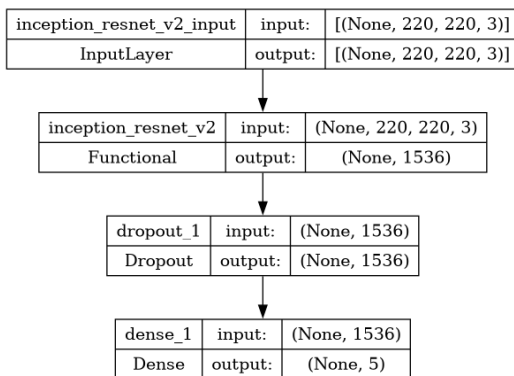 inception_resnet_v2_input input: [(None, 220, 220, 3)]
InputLayer output: [(None, 220, 220, 3)]
inception_resnet_v2 input: (None, 220, 220, 3)
Functional output: (None, 1536)
dropout_1 input: (None, 1536)
Dropout output: (None, 1536)
dense_1 input: (None, 1536)
Dense output: (None, 5)